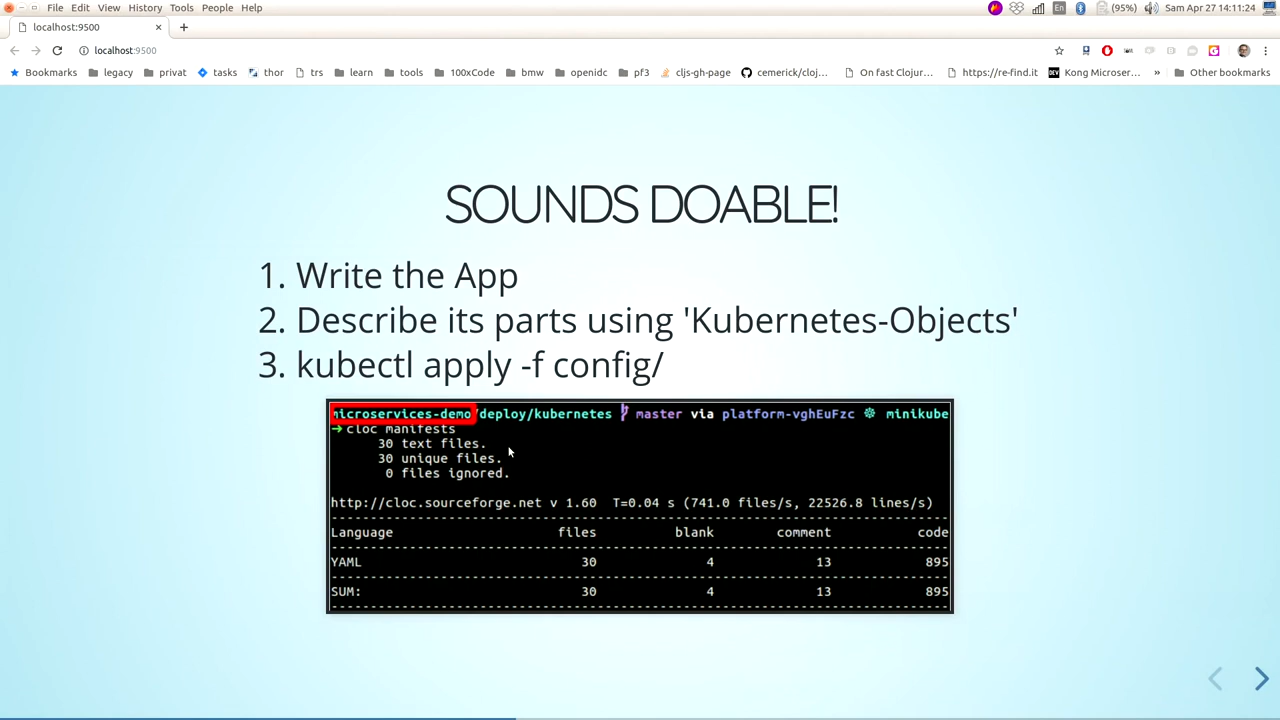 File Edit View History Tools People Help
En (95%) Sam Apr 27 14:11:24
localhost:9500
localhost:9500
Bookmarks legacy privat tasks thor trs learn tools 100xCode bmw openidc pf3 cljs-gh-page cemerick/cloj... On fast Clojur... https://re-find.it DEV Kong Microser... » Other bookmarks
SOUNDS DOABLE!
1. Write the App
2. Describe its parts using 'Kubernetes-Objects'
3. kubectl apply -f config/
microservices-demo/deploy/kubernetes master via platform-vghEuFzc minikube
➜cloc manifests
30 text files.
30 unique files.
0 files ignored.
http://cloc.sourceforge.net v 1.60 T=0.04 s (741.0 files/s, 22526.8 lines/s)
Language files blank comment code
YAML 30 4 13 895
SUM: 30 4 13 895